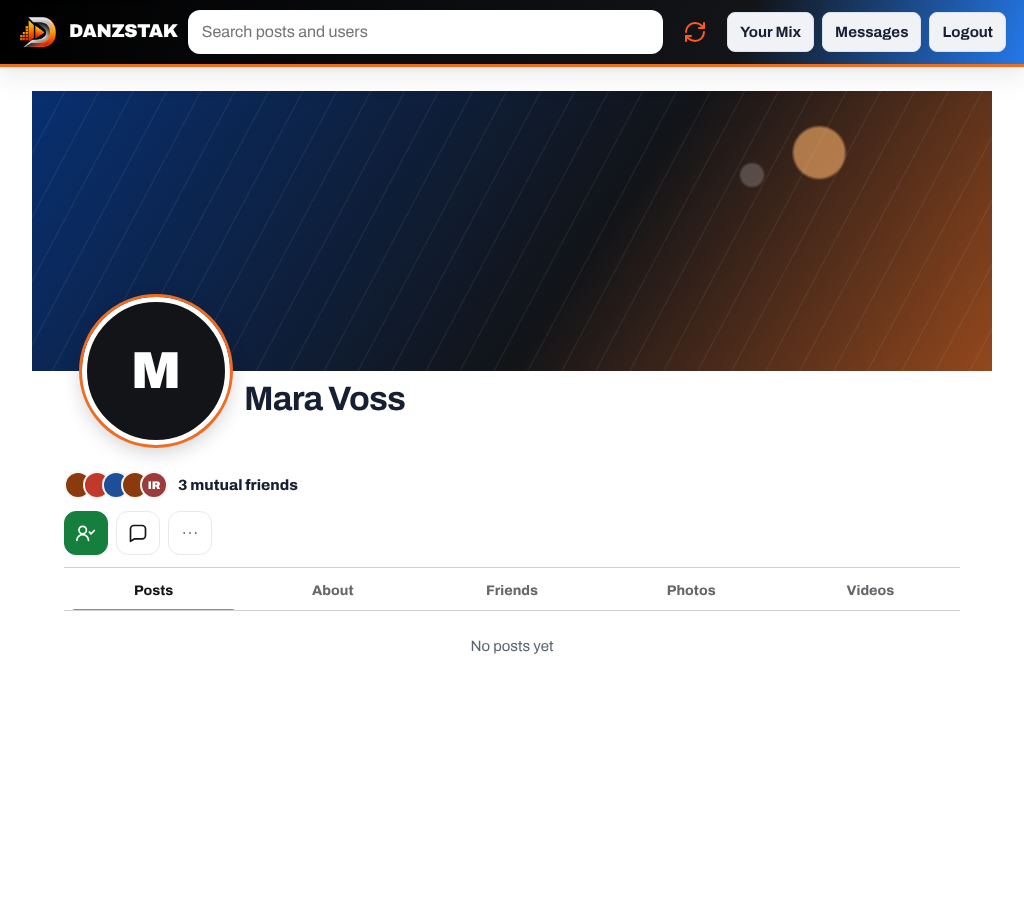 DANZSTAK
Search posts and users
Your Mix
Messages
Logout
M
Mara Voss
IR
3 mutual friends
Posts
About
Friends
Photos
Videos
No posts yet